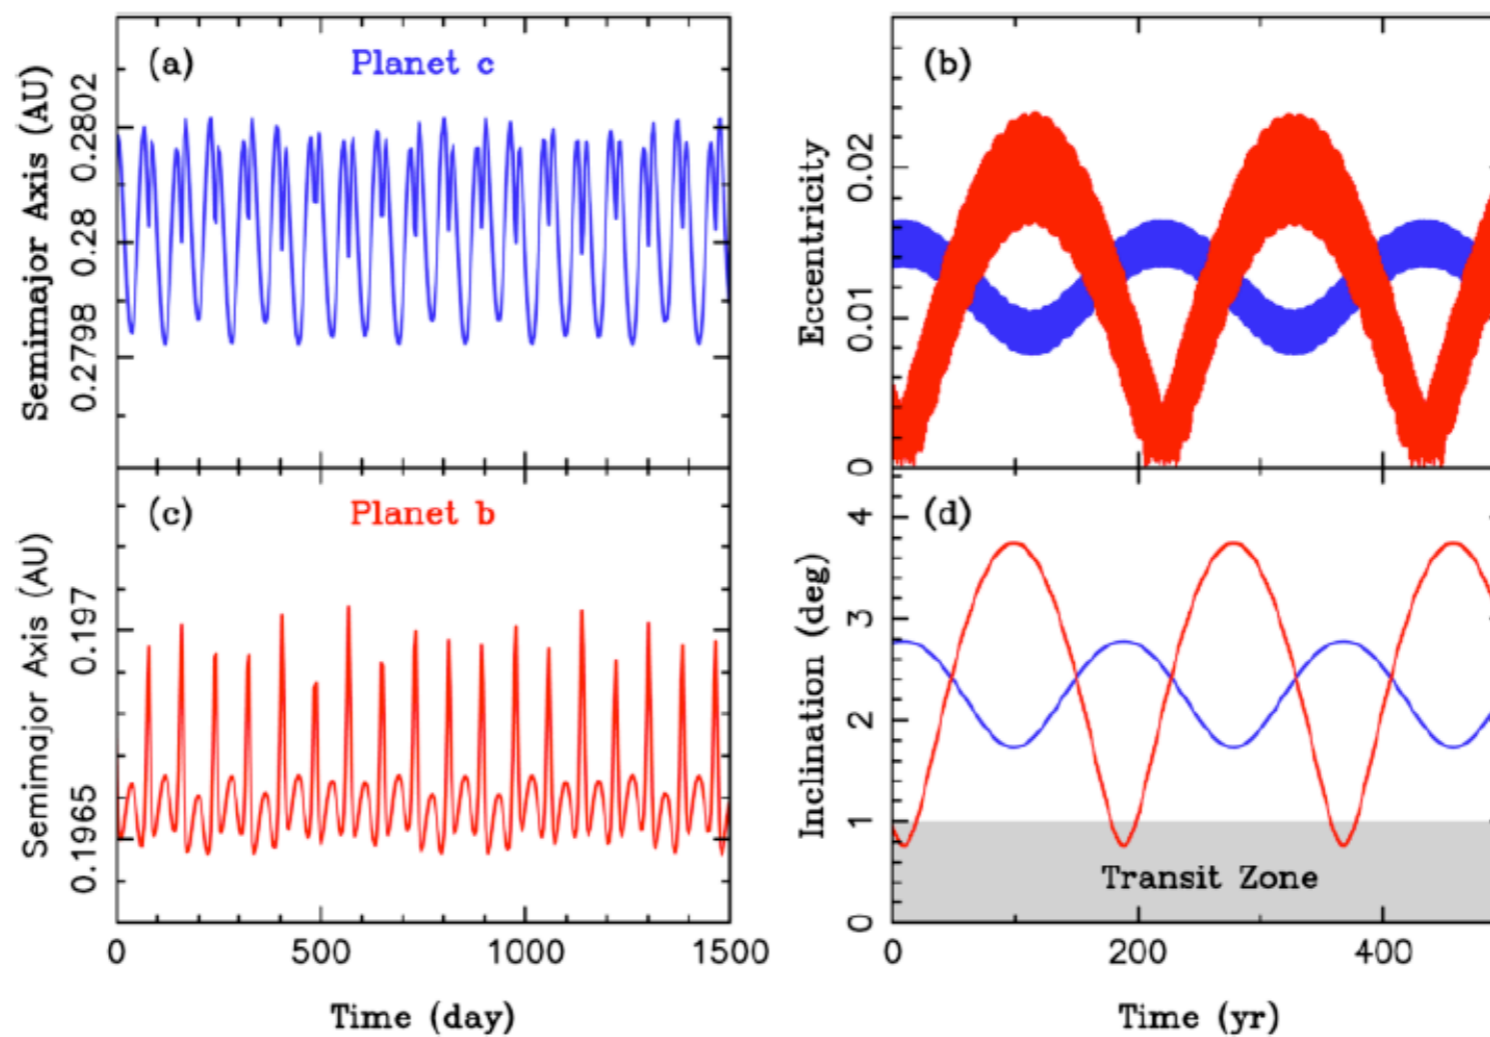 (a)
Planet c
Semimajor Axis (AU)
0.2798
0.28
0.2802
(b)
Eccentricity
0
0.01
0.02
(c)
Planet b
Semimajor Axis (AU)
0.1965
0.197
0
500
1000
1500
Time (day)
(d)
Inclination (deg)
0
1
2
3
4
Transit Zone
0
200
400
Time (yr)